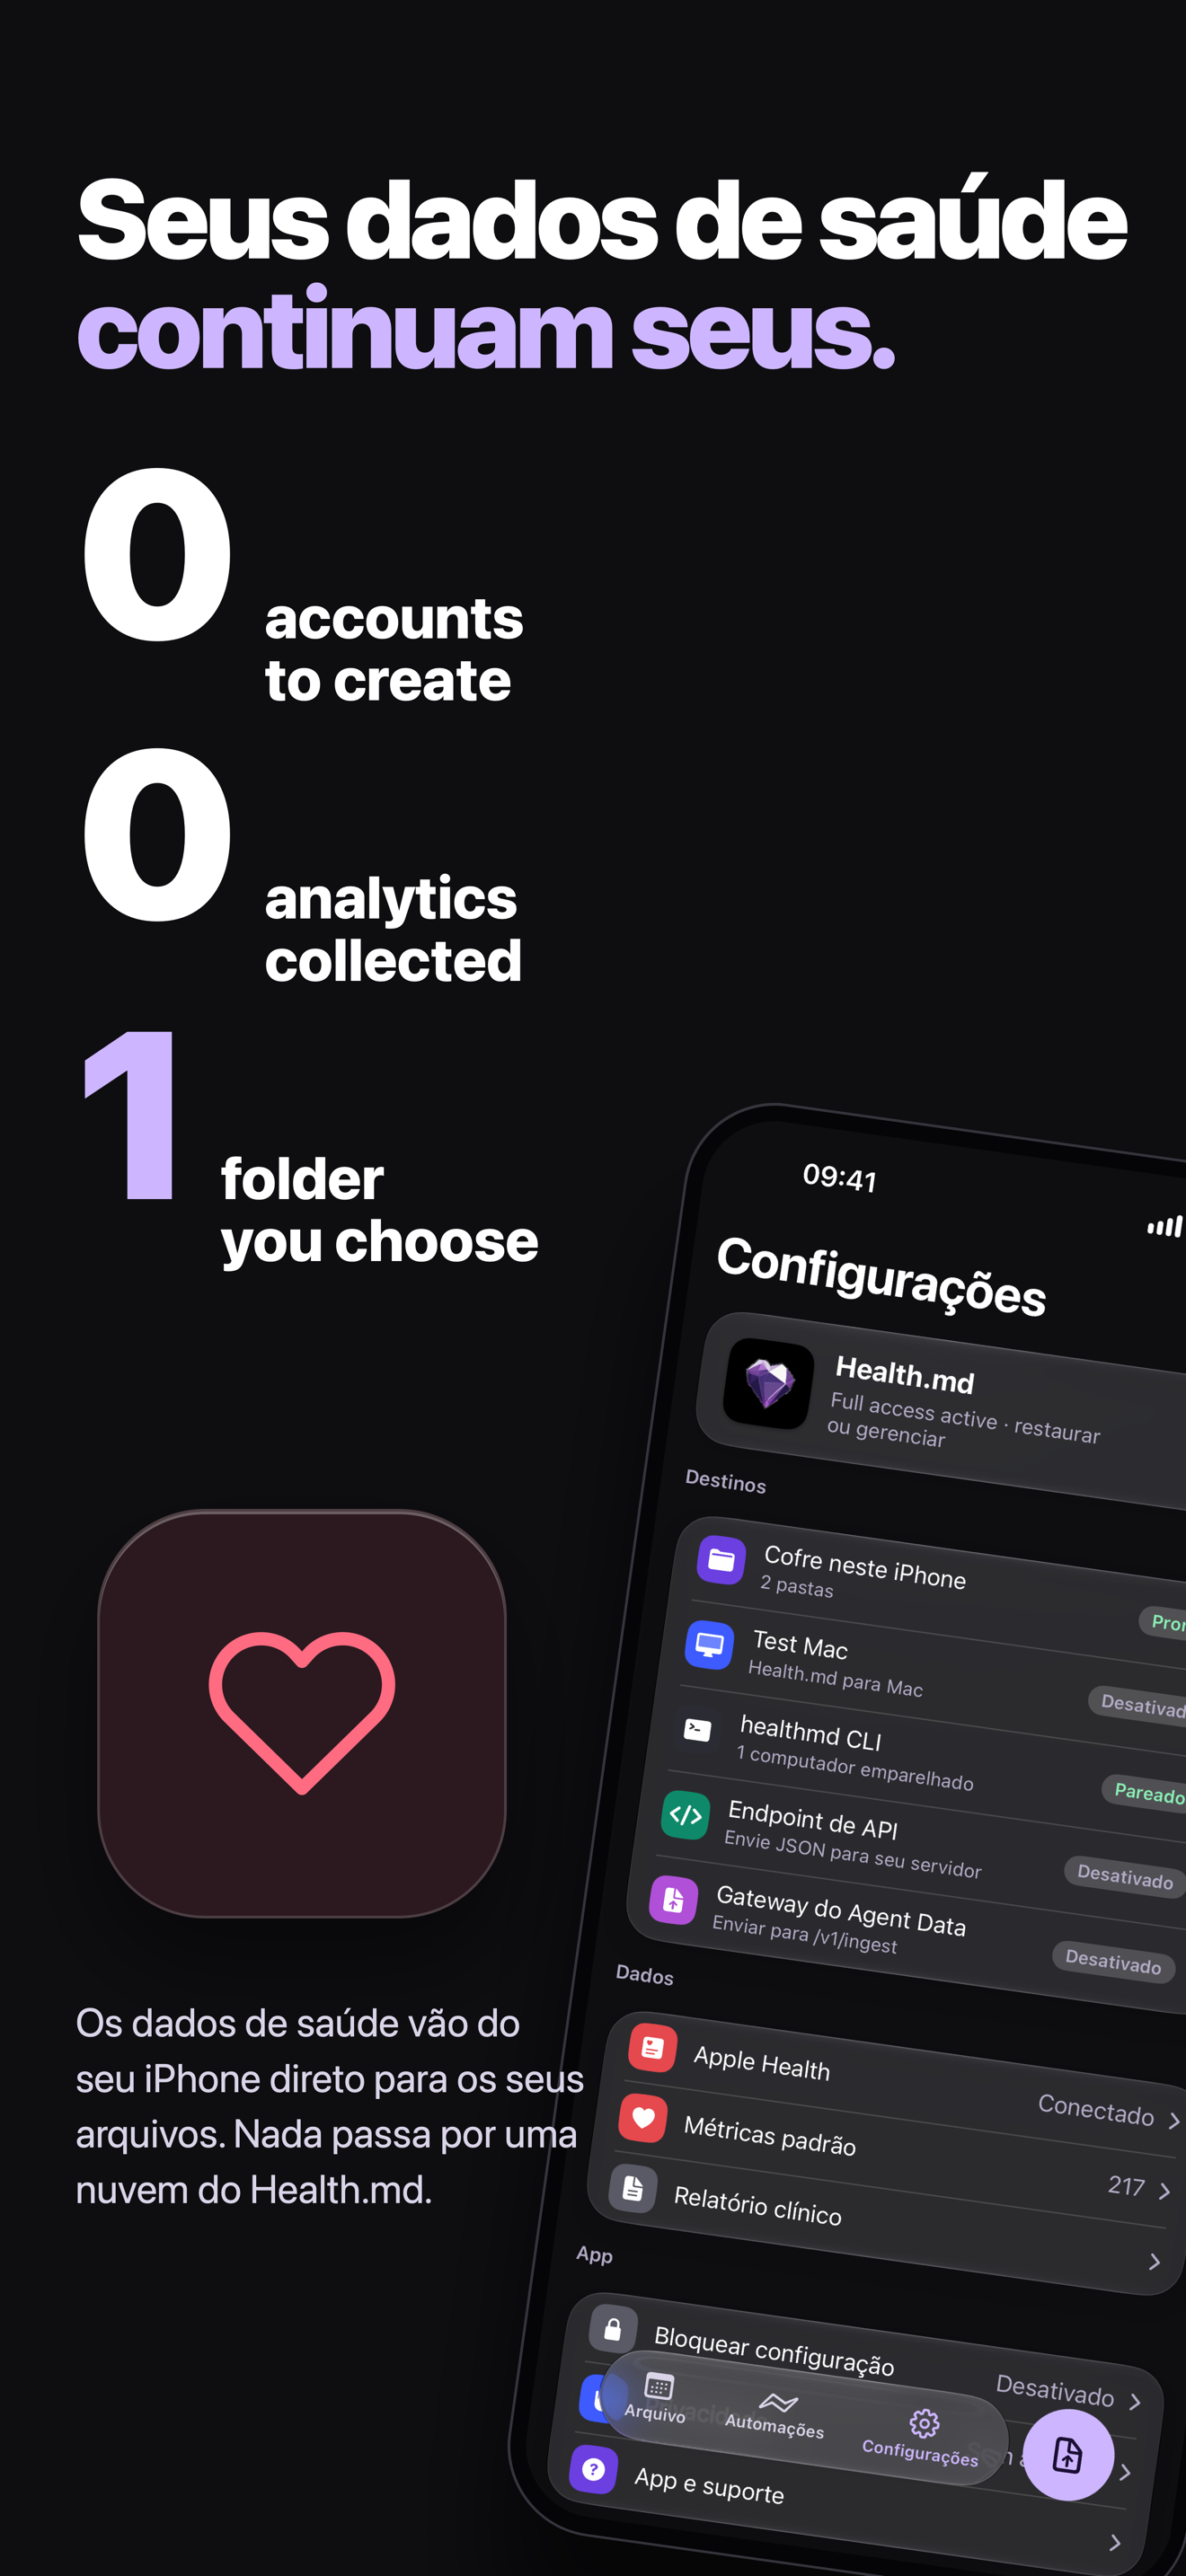 Seus dados de saúde
continuam seus.
0 accounts
to create
0 analytics
collected
1 folder
you choose
09:41
Configurações
Health.md
Full access active · restaurar
ou gerenciar
Destinos
Cofre neste iPhone
2 pastas
Test Mac
Health.md para Mac
healthmd CLI
1 computador emparelhado
Pareado
Endpoint de API
Envie JSON para seu servidor
Desativado
Gateway do Agent Data
Enviar para /v1/ingest
Desativado
Dados
Apple Health
Conectado
Métricas padrão
217
Relatório clínico
App
Bloquear configuração
Desativado
Arquivo
Automações
Configurações
App e suporte
Os dados de saúde vão do
seu iPhone direto para os seus
arquivos. Nada passa por uma
nuvem do Health.md.